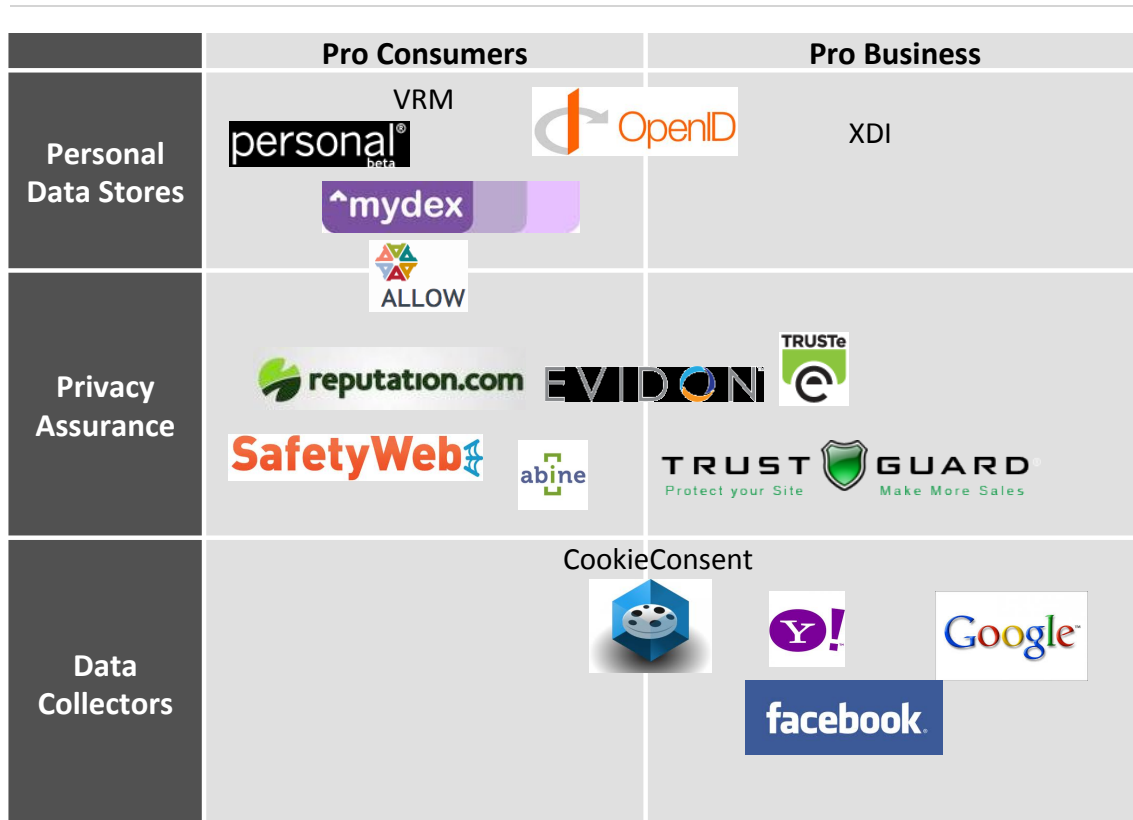 Pro Consumers
Pro Business
Personal
Data Stores
VRM
personal®
beta
OpenID
XDI
^mydex
ALLOW
Privacy
Assurance
reputation.com
EVIDON
TRUSTe
e
SafetyWeb
abine
TRUST GUARD
Protect your Site Make More Sales
Data
Collectors
CookieConsent
Y!
Google™
facebook.